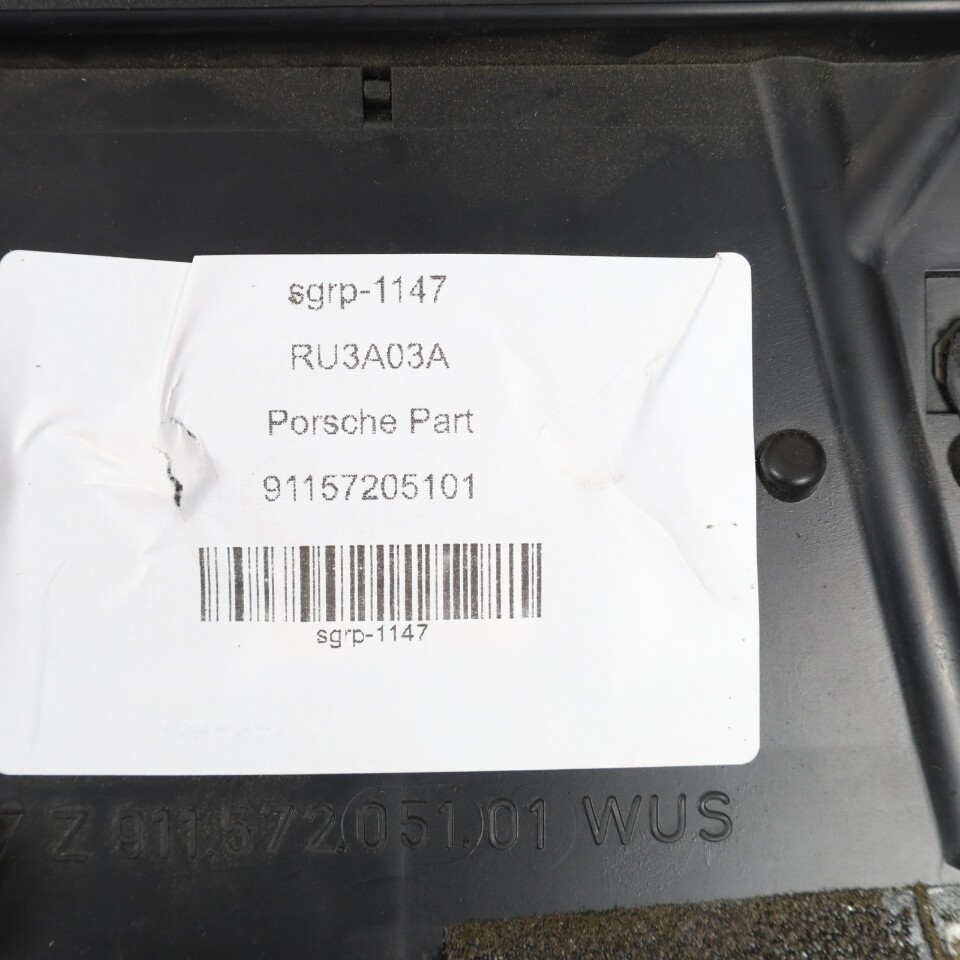 sgrp-1147
RU3A03A
Porsche Part
91157205101
sgrp-1147
Z 911.572.051.01 WUS